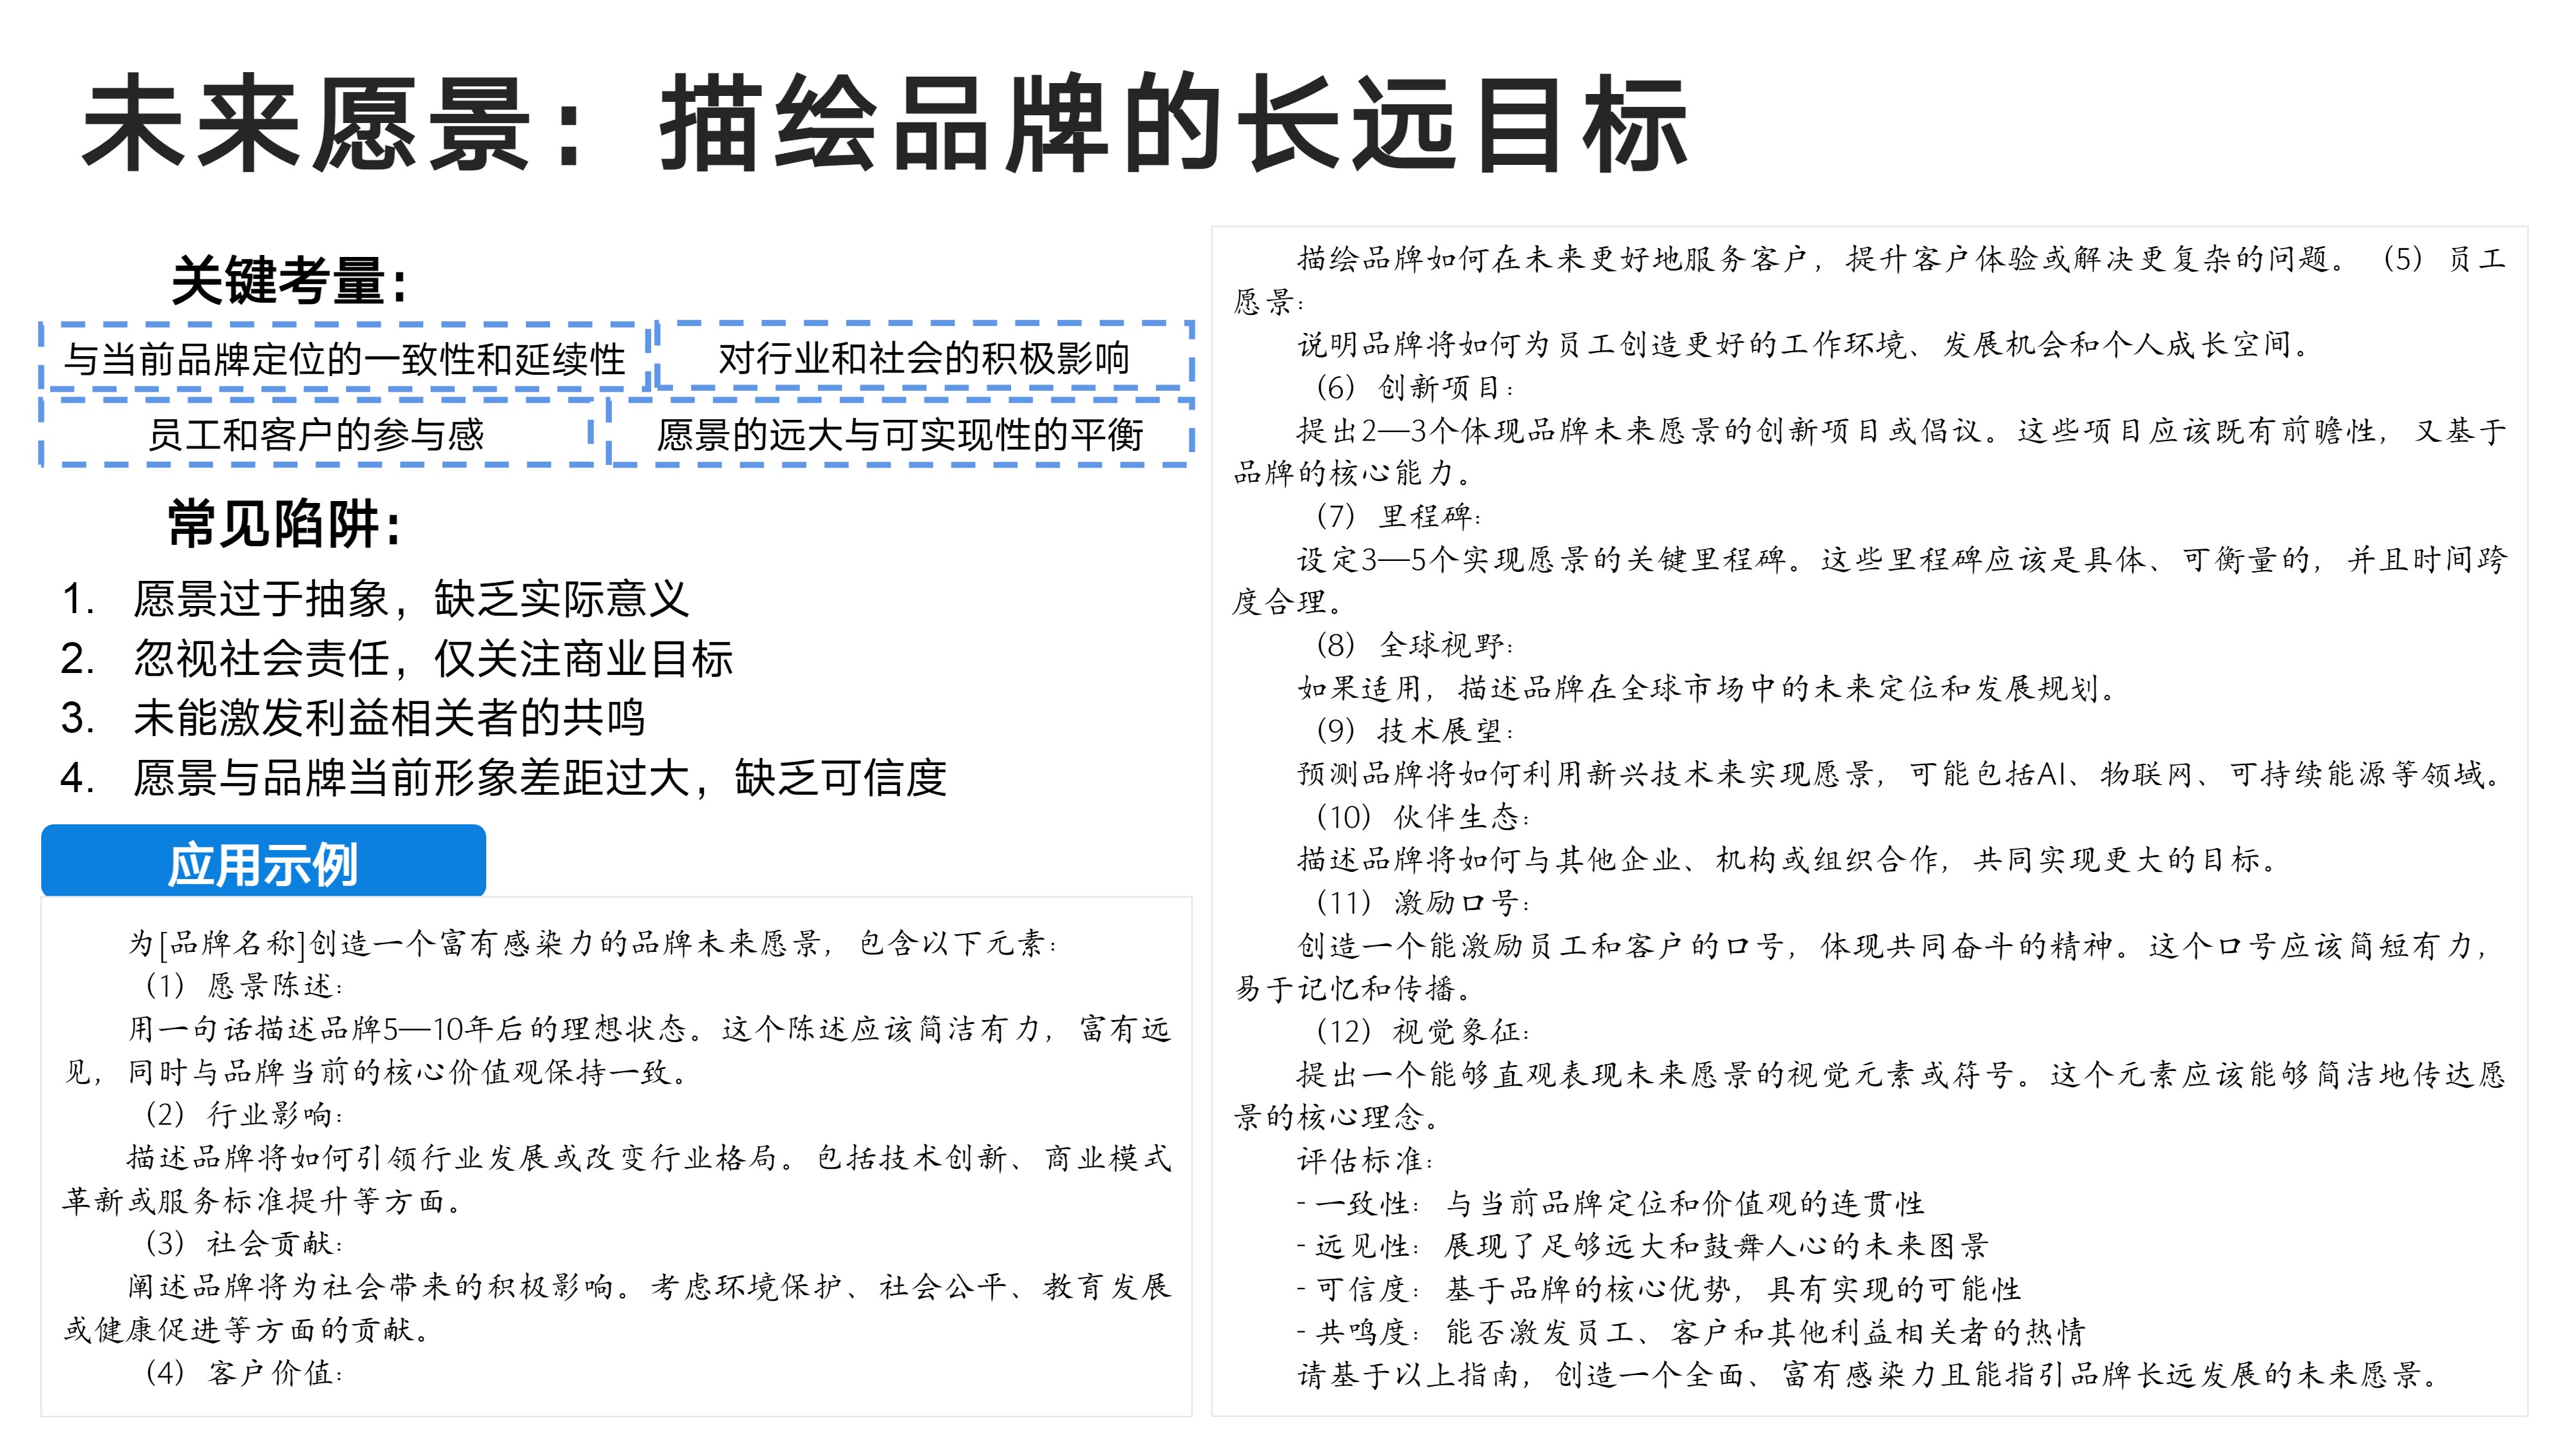 未来愿景：描绘品牌的长远目标
关键考量：
与当前品牌定位的一致性和延续性
对行业和社会的积极影响
员工和客户的参与感
愿景的远大与可实现性的平衡
常见陷阱：
1. 愿景过于抽象，缺乏实际意义
2. 忽视社会责任，仅关注商业目标
3. 未能激发利益相关者的共鸣
4. 愿景与品牌当前形象差距过大，缺乏可信度
应用示例
为[品牌名称]创造一个富有感染力的品牌未来愿景，包含以下元素：
（1）愿景陈述：
用一句话描述品牌5—10年后的理想状态。这个陈述应该简洁有力，富有远
见，同时与品牌当前的核心价值观保持一致。
（2）行业影响：
描述品牌将如何引领行业发展或改变行业格局。包括技术创新、商业模式
革新或服务标准提升等方面。
（3）社会贡献：
阐述品牌将为社会带来的积极影响。考虑环境保护、社会公平、教育发展
或健康促进等方面的贡献。
（4）客户价值：
描绘品牌如何在未来更好地服务客户，提升客户体验或解决更复杂的问题。（5）员工
愿景：
说明品牌将如何为员工创造更好的工作环境、发展机会和个人成长空间。
（6）创新项目：
提出2—3个体现品牌未来愿景的创新项目或倡议。这些项目应该既有前瞻性，又基于
品牌的核心能力。
（7）里程碑：
设定3—5个实现愿景的关键里程碑。这些里程碑应该是具体、可衡量的，并且时间跨
度合理。
（8）全球视野：
如果适用，描述品牌在全球市场中的未来定位和发展规划。
（9）技术展望：
预测品牌将如何利用新兴技术来实现愿景，可能包括AI、物联网、可持续能源等领域。
（10）伙伴生态：
描述品牌将如何与其他企业、机构或组织合作，共同实现更大的目标。
（11）激励口号：
创造一个能激励员工和客户的口号，体现共同奋斗的精神。这个口号应该简短有力，
易于记忆和传播。
（12）视觉象征：
提出一个能够直观表现未来愿景的视觉元素或符号。这个元素应该能够简洁地传达愿
景的核心理念。
评估标准：
- 一致性：与当前品牌定位和价值观的连贯性
- 远见性：展现了足够远大和鼓舞人心的未来图景
- 可信度：基于品牌的核心优势，具有实现的可能性
- 共鸣度：能否激发员工、客户和其他利益相关者的热情
请基于以上指南，创造一个全面、富有感染力且能指引品牌长远发展的未来愿景。